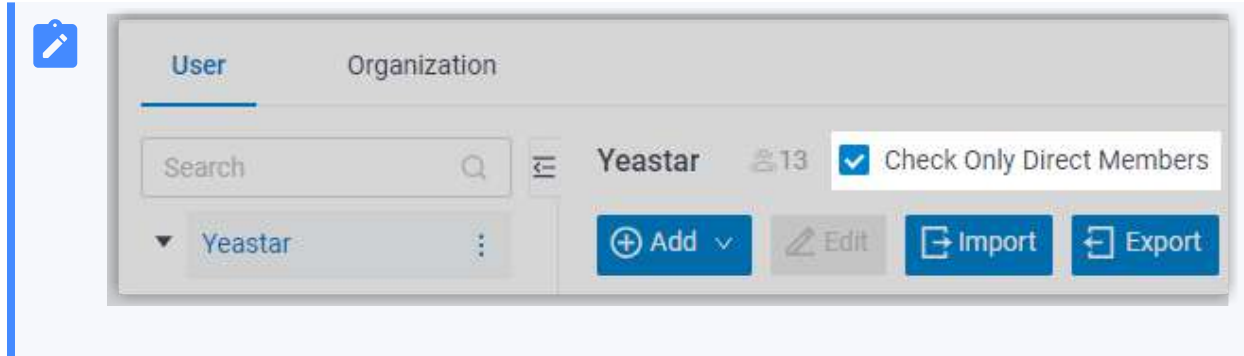 User Organization
Search Yeastar 13 Check Only Direct Members
Yeastar Add Edit Import Export